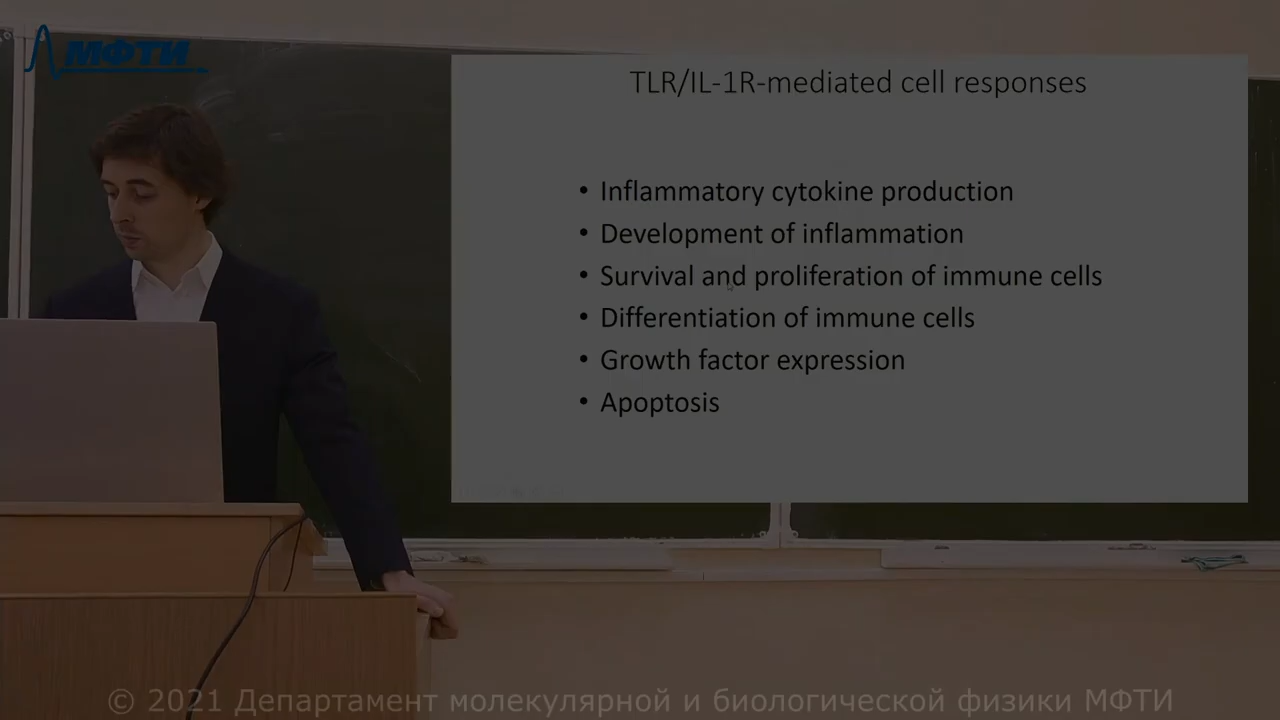 МФТИ
TLR/IL-1R-mediated cell responses
• Inflammatory cytokine production
• Development of inflammation
• Survival and proliferation of immune cells
• Differentiation of immune cells
• Growth factor expression
• Apoptosis
© 2021 Департамент молекулярной и биологической физики МФТИ